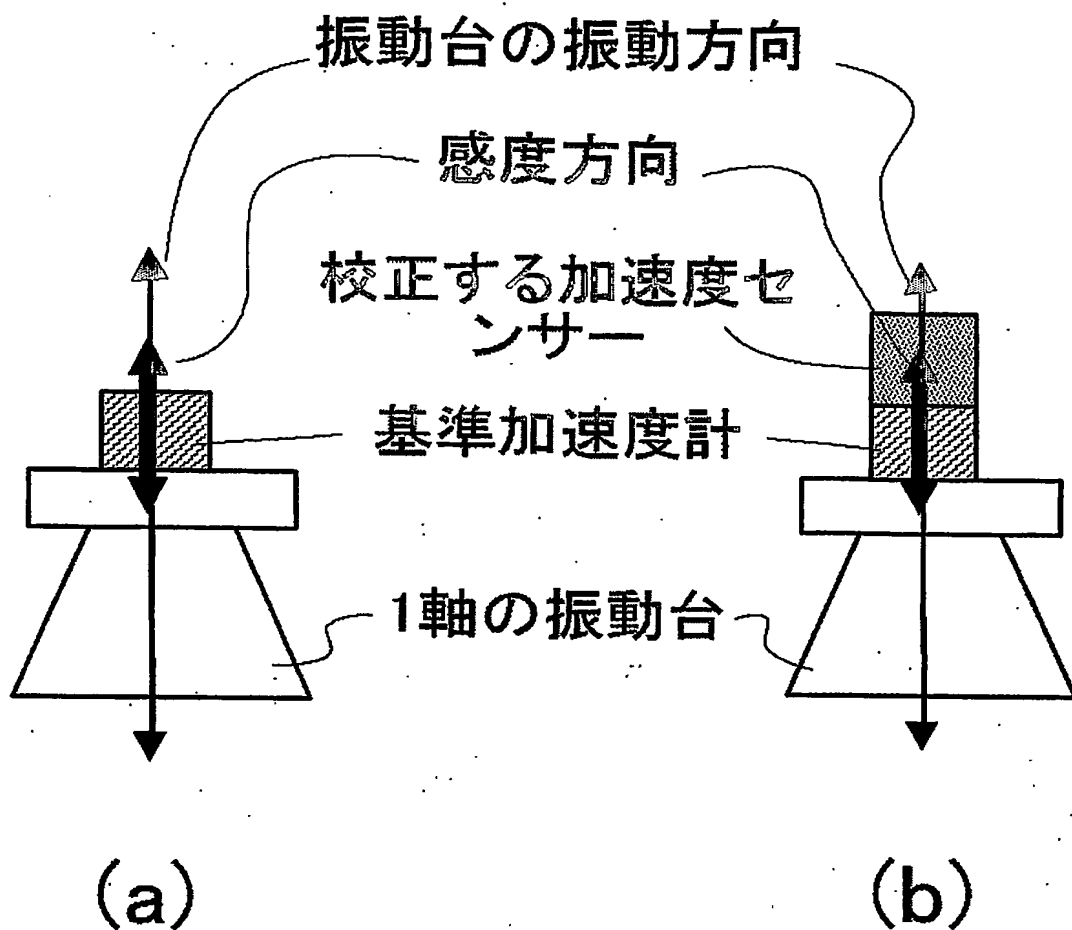 振動台の振動方向
感度方向
校正する加速度セ
ンサー
基準加速度計
1軸の振動台
(a)
(b)